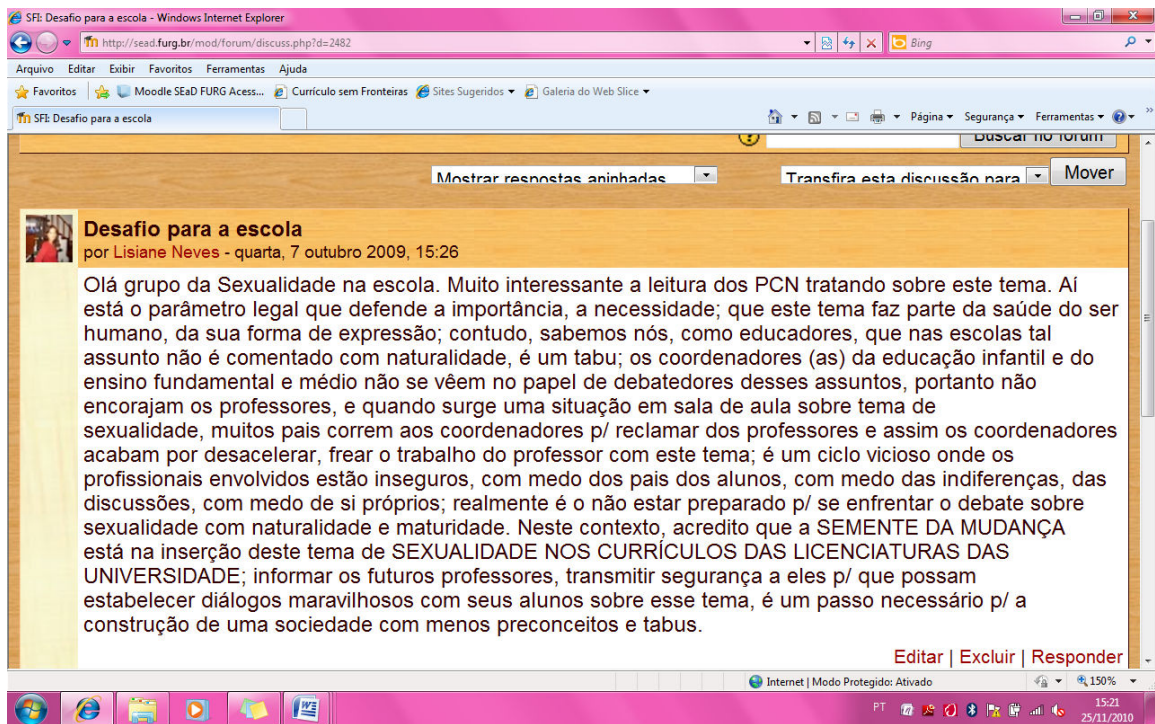 SFI: Desafio para a escola - Windows Internet Explorer
http://sead.furg.br/mod/forum/discuss.php?d=2482
Bing
Arquivo Editar Exibir Favoritos Ferramentas Ajuda
Favoritos Moodle SEaD FURG Acess... Currículo sem Fronteiras Sites Sugeridos Galeria do Web Slice
SFI: Desafio para a escola Página Segurança Ferramentas
Buscar no fórum
Mostrar respostas aninhadas Transfira esta discussão para Mover
Desafio para a escola
por Lisiane Neves - quarta, 7 outubro 2009, 15:26
Olá grupo da Sexualidade na escola. Muito interessante a leitura dos PCN tratando sobre este tema. Aí
está o parâmetro legal que defende a importância, a necessidade; que este tema faz parte da saúde do ser
humano, da sua forma de expressão; contudo, sabemos nós, como educadores, que nas escolas tal
assunto não é comentado com naturalidade, é um tabu; os coordenadores (as) da educação infantil e do
ensino fundamental e médio não se vêem no papel de debatedores desses assuntos, portanto não
encorajam os professores, e quando surge uma situação em sala de aula sobre tema de
sexualidade, muitos pais correm aos coordenadores p/ reclamar dos professores e assim os coordenadores
acabam por desacelerar, frear o trabalho do professor com este tema; é um ciclo vicioso onde os
profissionais envolvidos estão inseguros, com medo dos pais dos alunos, com medo das indiferenças, das
discussões, com medo de si próprios; realmente é o não estar preparado p/ se enfrentar o debate sobre
sexualidade com naturalidade e maturidade. Neste contexto, acredito que a SEMENTE DA MUDANÇA
está na inserção deste tema de SEXUALIDADE NOS CURRÍCULOS DAS LICENCIATURAS DAS
UNIVERSIDADE; informar os futuros professores, transmitir segurança a eles p/ que possam
estabelecer diálogos maravilhosos com seus alunos sobre esse tema, é um passo necessário p/ a
construção de uma sociedade com menos preconceitos e tabus.
Editar | Excluir | Responder
Internet | Modo Protegido: Ativado 150%
PT 15:21
25/11/2010